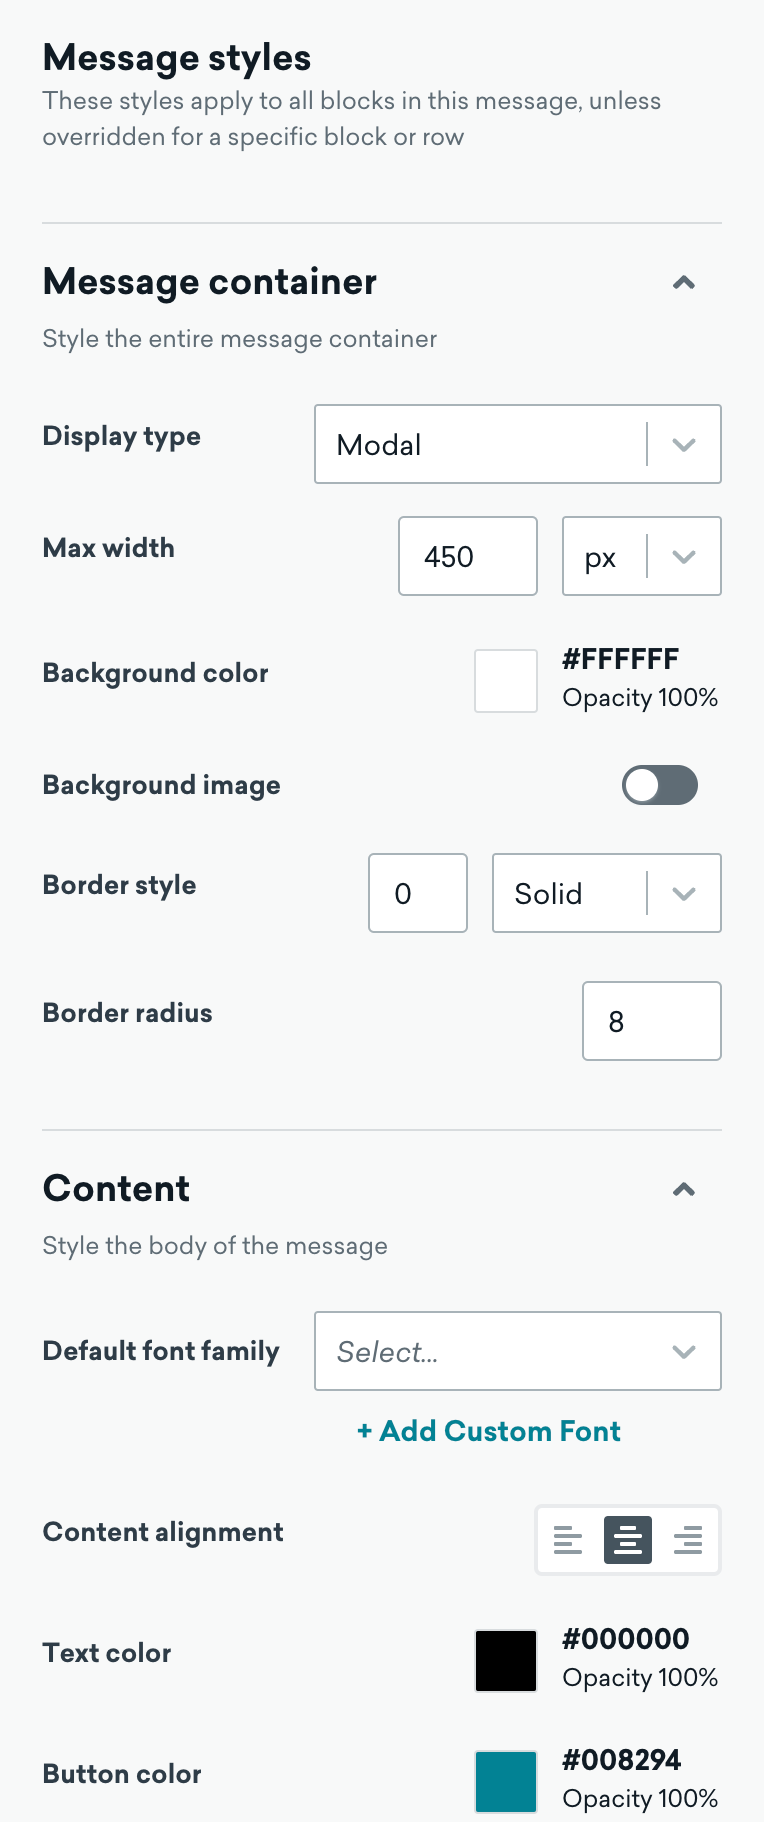 Message styles
These styles apply to all blocks in this message, unless
overridden for a specific block or row
Message container
Style the entire message container
Display type
Modal
Max width
450
px
Background color
#FFFFFF
Opacity 100%
Background image
Border style
0
Solid
Border radius
8
Content
Style the body of the message
Default font family
Select...
+ Add Custom Font
Content alignment
Text color
#000000
Opacity 100%
Button color
#008294
Opacity 100%